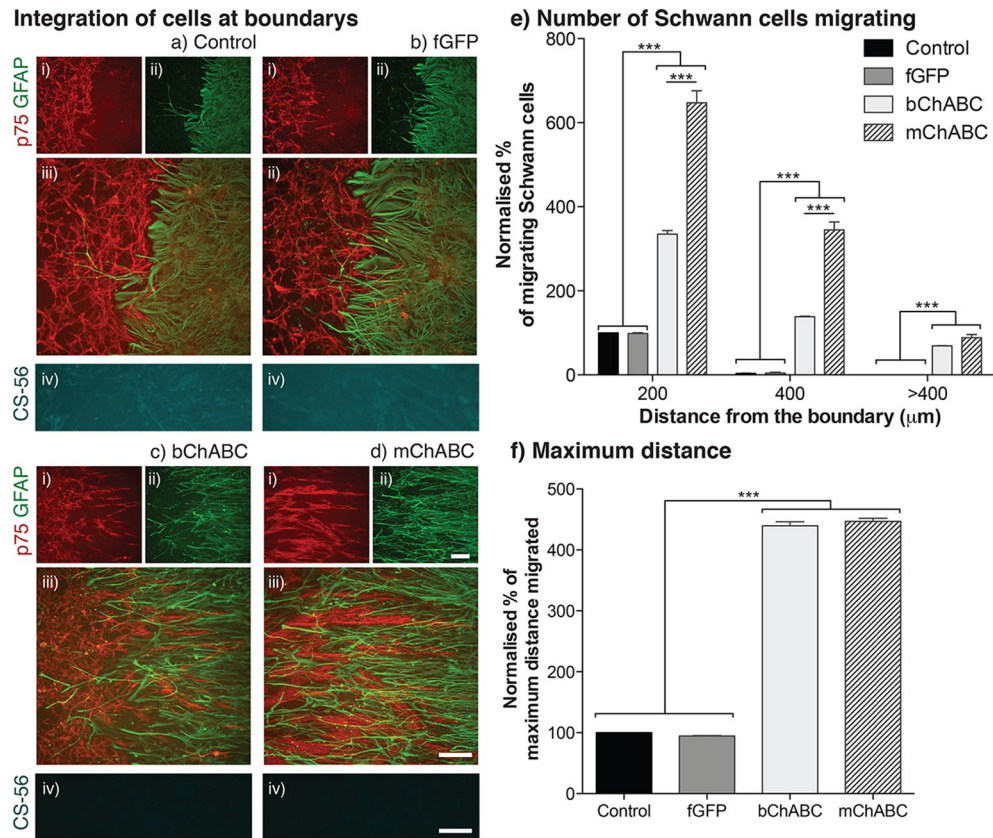 Integration of cells at boundarys
a) Control
b) fGFP
p75 GFAP
i)
ii)
i)
ii)
iii)
ii)
CS-56
iv)
iv)
c) bChABC
d) mChABC
p75 GFAP
i)
ii)
i)
ii)
iii)
iii)
CS-56
iv)
iv)
e) Number of Schwann cells migrating
Normalised %
of migrating Schwann cells
800
600
400
200
100
0
***
***
***
***
***
Control
fGFP
bChABC
mChABC
200
400
>400
Distance from the boundary (μm)
f) Maximum distance
Normalised % of
maximum distance migrated
500
400
300
200
100
0
***
Control
fGFP
bChABC
mChABC